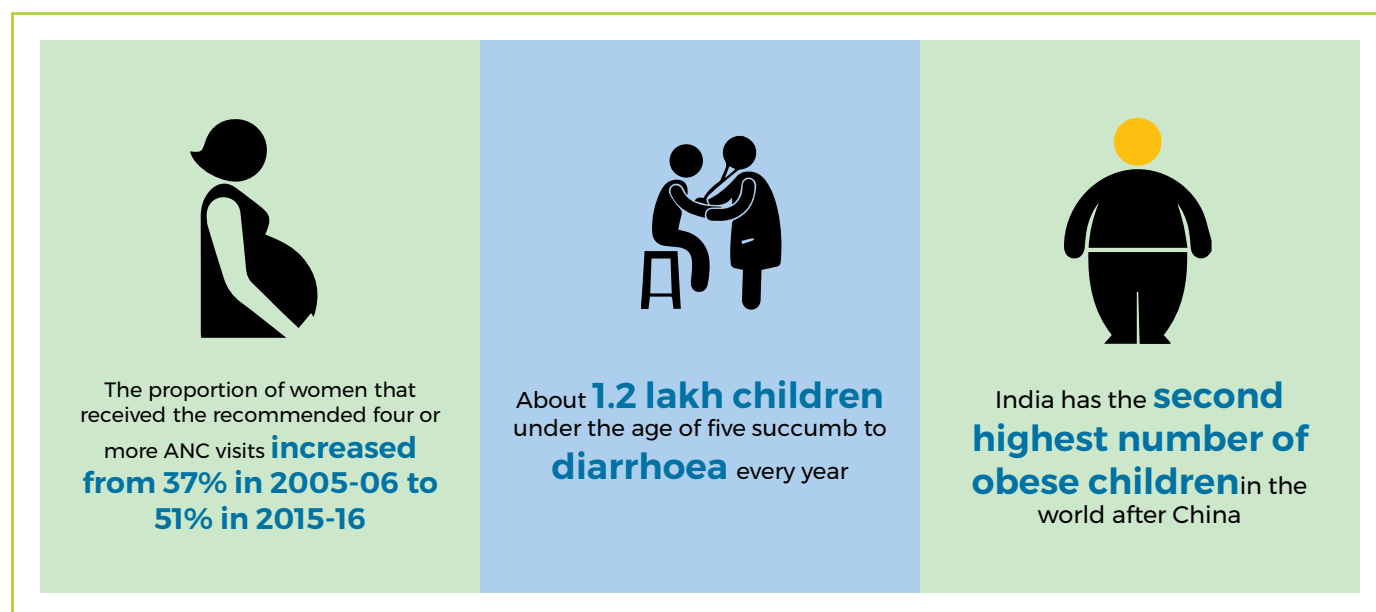 The proportion of women that
received the recommended four or
more ANC visits increased
from 37% in 2005-06 to
51% in 2015-16
About 1.2 lakh children
under the age of five succumb to
diarrhoea every year
India has the second
highest number of
obese childrenin the
world after China